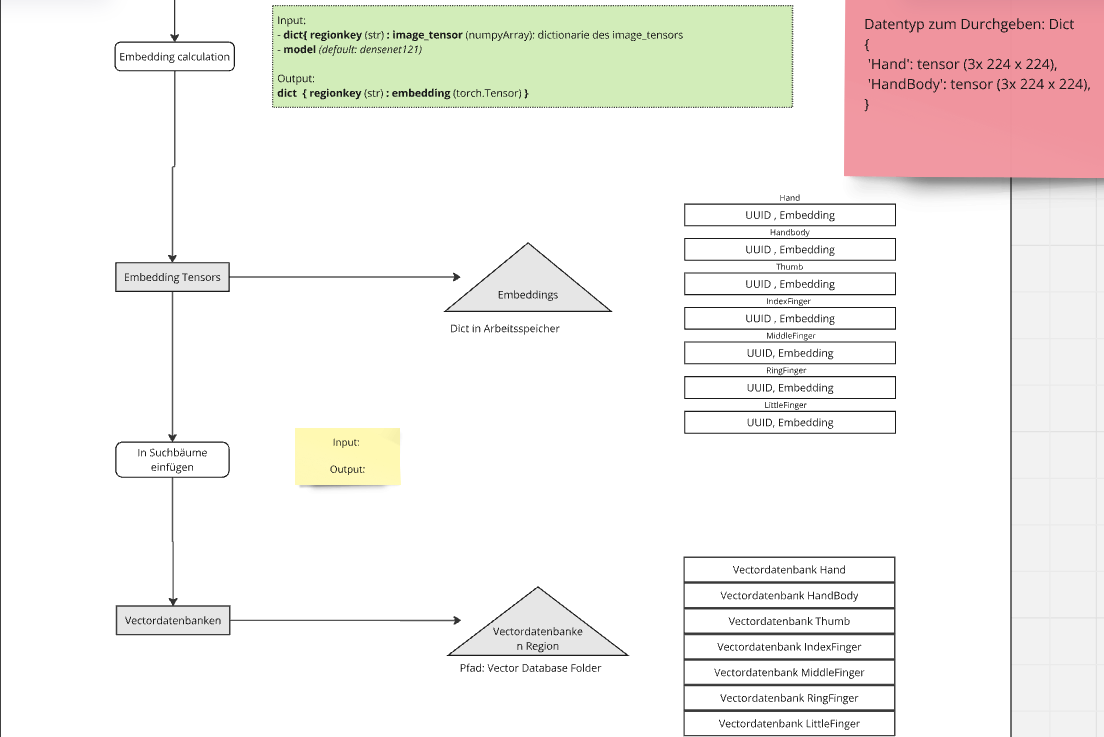 Input:
- dict{ regionkey (str) : image_tensor (numpyArray): dictionarie des image_tensors
- model (default: densenet121)
Output:
dict { regionkey (str) : embedding (torch.Tensor) }
Datentyp zum Durchgeben: Dict
{
'Hand': tensor (3x 224 x 224),
'HandBody': tensor (3x 224 x 224),
}
Embedding calculation
Embedding Tensors
Embeddings
Dict in Arbeitsspeicher
Hand
UUID , Embedding
Handbody
UUID , Embedding
Thumb
UUID , Embedding
IndexFinger
UUID , Embedding
MiddleFinger
UUID, Embedding
RingFinger
UUID, Embedding
LittleFinger
UUID, Embedding
In Suchbäume
einfügen
Input:
Output:
Vectordatenbanken
Vectordatenbanke
n Region
Pfad: Vector Database Folder
Vectordatenbank Hand
Vectordatenbank HandBody
Vectordatenbank Thumb
Vectordatenbank IndexFinger
Vectordatenbank MiddleFinger
Vectordatenbank RingFinger
Vectordatenbank LittleFinger